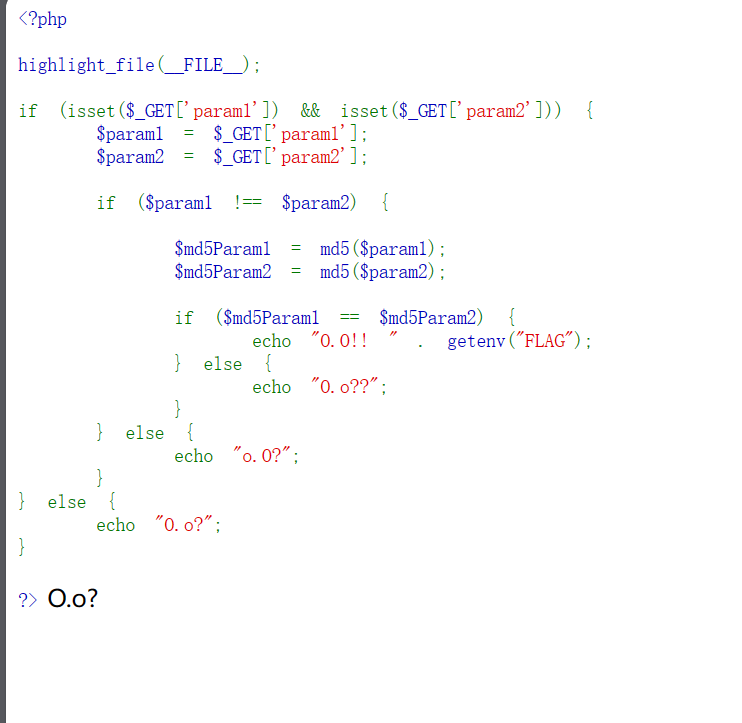 <?php
highlight_file(__FILE__);
if (isset($_GET['param1']) && isset($_GET['param2'])) {
$param1 = $_GET['param1'];
$param2 = $_GET['param2'];
if ($param1 !== $param2) {
$md5Param1 = md5($param1);
$md5Param2 = md5($param2);
if ($md5Param1 == $md5Param2) {
echo "O.O!! " . getenv("FLAG");
} else {
echo "O.o??";
}
} else {
echo "o.O?";
}
} else {
echo "O.o?";
}
?> O.o?